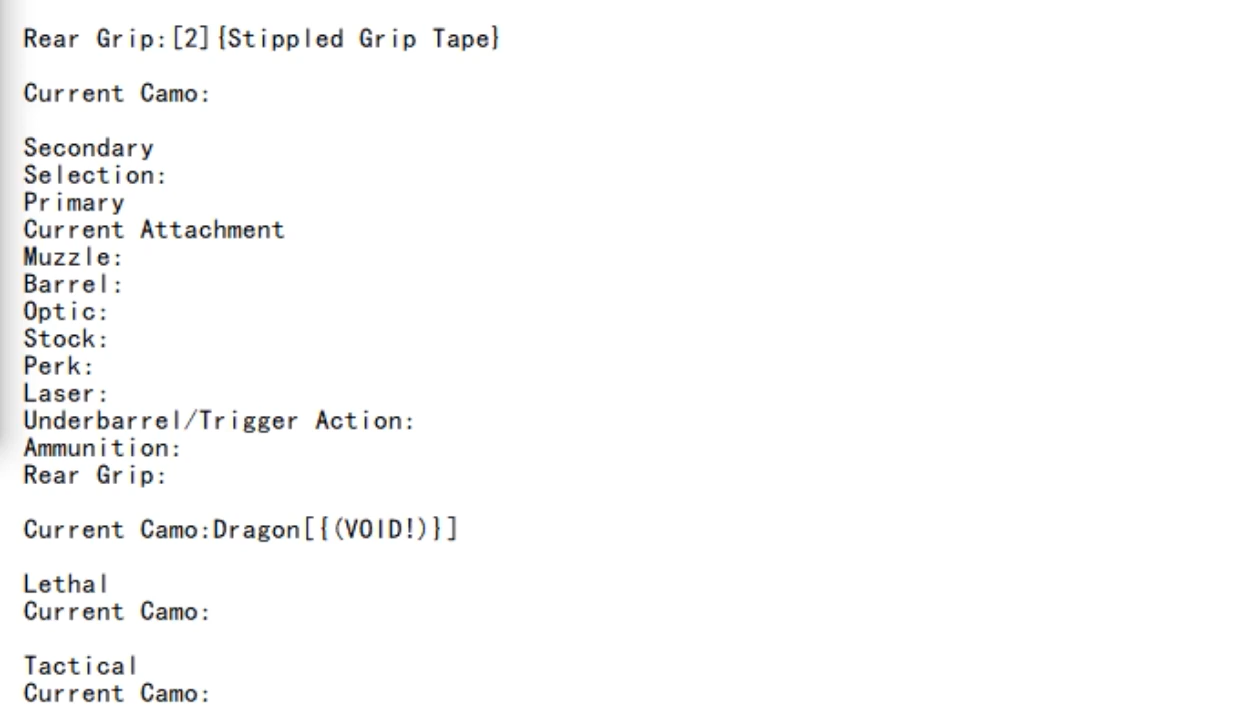 Rear Grip:[2]{Stippled Grip Tape}
Current Camo:
Secondary
Selection:
Primary
Current Attachment
Muzzle:
Barrel:
Optic:
Stock:
Perk:
Laser:
Underbarrel/Trigger Action:
Ammunition:
Rear Grip:
Current Camo:Dragon[{(VOID!)}]
Lethal
Current Camo:
Tactical
Current Camo: